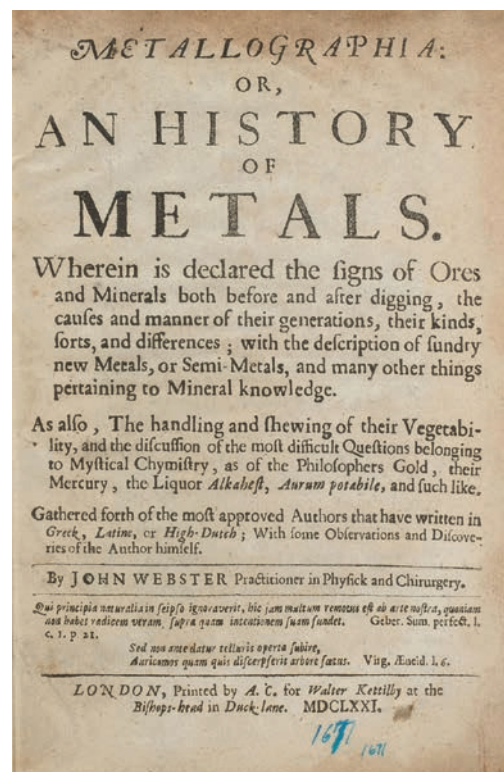 METALLOGRAPHIA:
OR,
AN HISTORY
OF
METALS.
Wherein is declared the ſigns of Ores
and Minerals both before and after digging, the
cauſes and manner of their generations, their kinds,
ſorts, and differences; with the deſcription of ſundry
new Metals, or Semi-Metals, and many other things
pertaining to Mineral knowledge.
As alſo, The handling and ſhewing of their Vegetabi-
lity, and the diſcuſſion of the moſt difficult Queſtions belonging
to Myſtical Chymiſtry, as of the Philoſophers Gold, their
Mercury, the Liquor Alkaheſt, Aurum potabile, and ſuch like.
Gathered forth of the moſt approved Authors that have written in
Greek, Latine, or High-Dutch; With ſome Obſervations and Diſcove-
ries of the Author himſelf.
By JOHN WEBSTER Practitioner in Phyſick and Chirurgery.
Qui principia naturalia in ſeipſo ignoraverit, hic jam multum remotus eſt ab arte noſtra, quoniam
non habet radicem veram, ſupra quam intentionem ſuam fundet. Geber. Sum. perfect. l.
c. 1. p. 21.
Sed non ante datur telluris operta ſubire,
Auricomos quam quis diſcerpſerit arbore fœtus. Virg. Æneid. l. 6.
LONDON, Printed by A. C. for Walter Kettilby at the
Biſhops-head in Duck-lane. MDCLXXI.
1671 1671